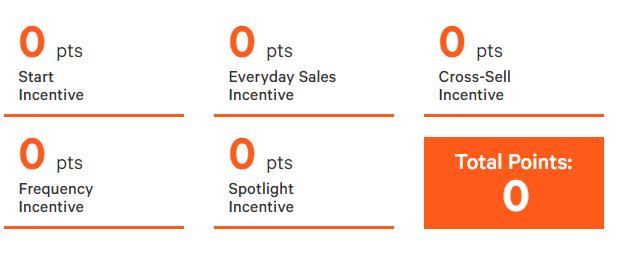 0 pts
Start
Incentive
0 pts
Everyday Sales
Incentive
0 pts
Cross-Sell
Incentive
0 pts
Frequency
Incentive
0 pts
Spotlight
Incentive
Total Points:
0